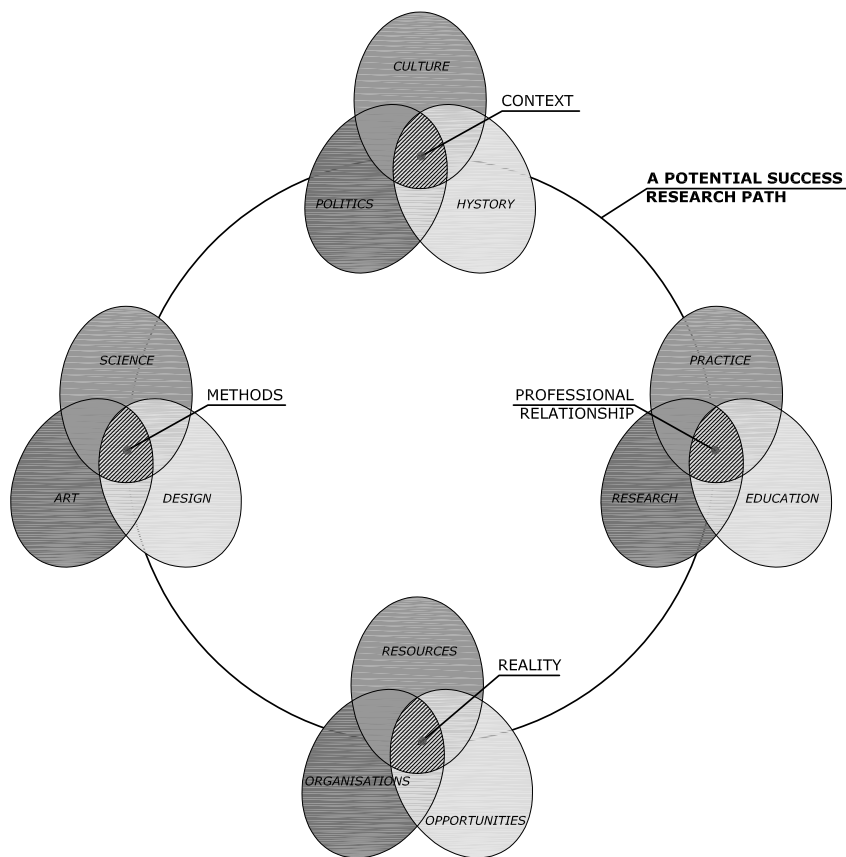 CULTURE
CONTEXT
A POTENTIAL SUCCESS
RESEARCH PATH
POLITICS
HYSTORY
SCIENCE
METHODS
ART
DESIGN
PRACTICE
PROFESSIONAL
RELATIONSHIP
RESEARCH
EDUCATION
RESOURCES
REALITY
ORGANISATIONS
OPPORTUNITIES